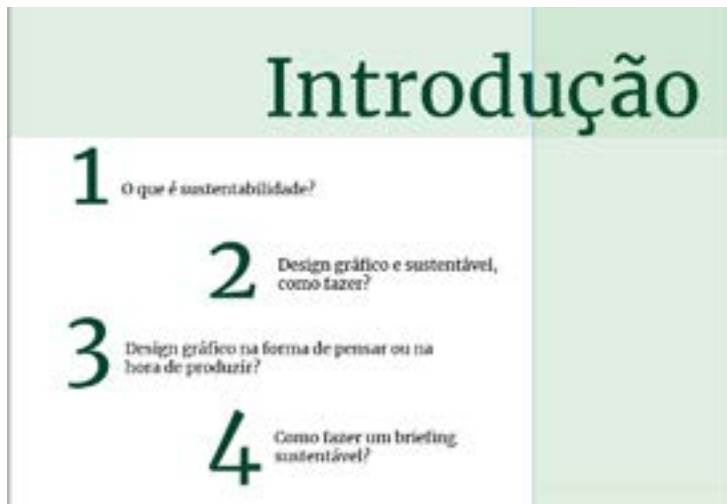 Introdução
1 O que é sustentabilidade?
2 Design gráfico e sustentável,
como fazer?
3 Design gráfico na forma de pensar ou na
hora de produzir?
4 Como fazer um briefing
sustentável?